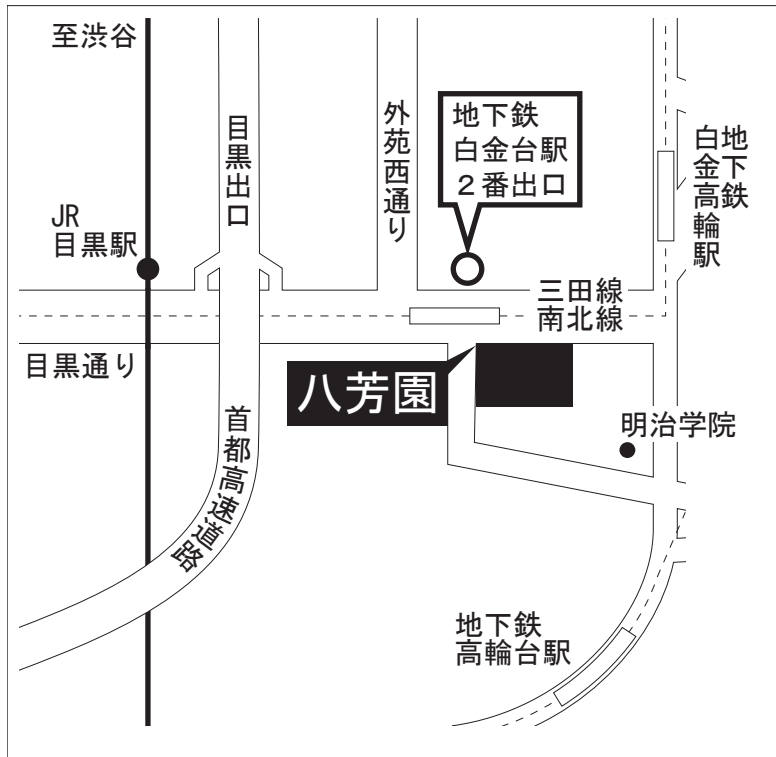 至渋谷
目黒出口
外苑西通り
地下鉄
白金台駅
２番出口
地下鉄
白金高輪駅
JR
目黒駅
三田線
南北線
目黒通り
八芳園
明治学院
首都高速道路
地下鉄
高輪台駅